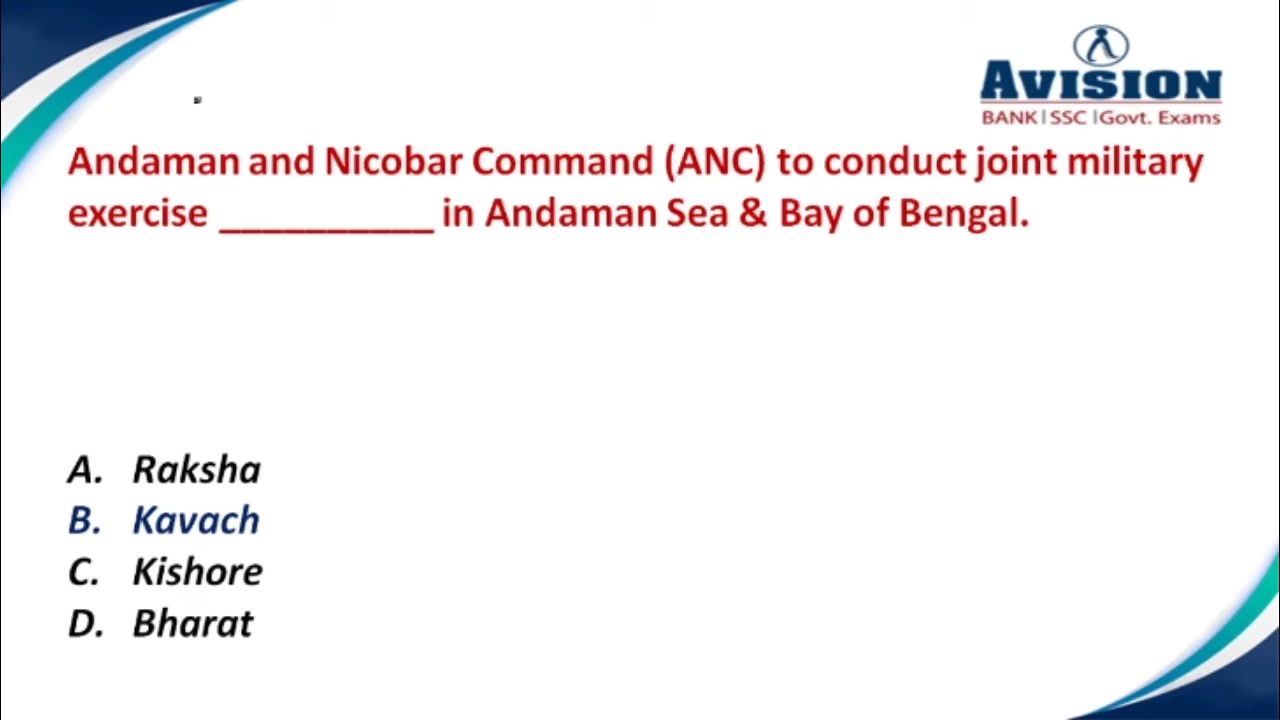 AVISION
BANK | SSC | Govt. Exams
Andaman and Nicobar Command (ANC) to conduct joint military
exercise __________ in Andaman Sea & Bay of Bengal.
A. Raksha
B. Kavach
C. Kishore
D. Bharat